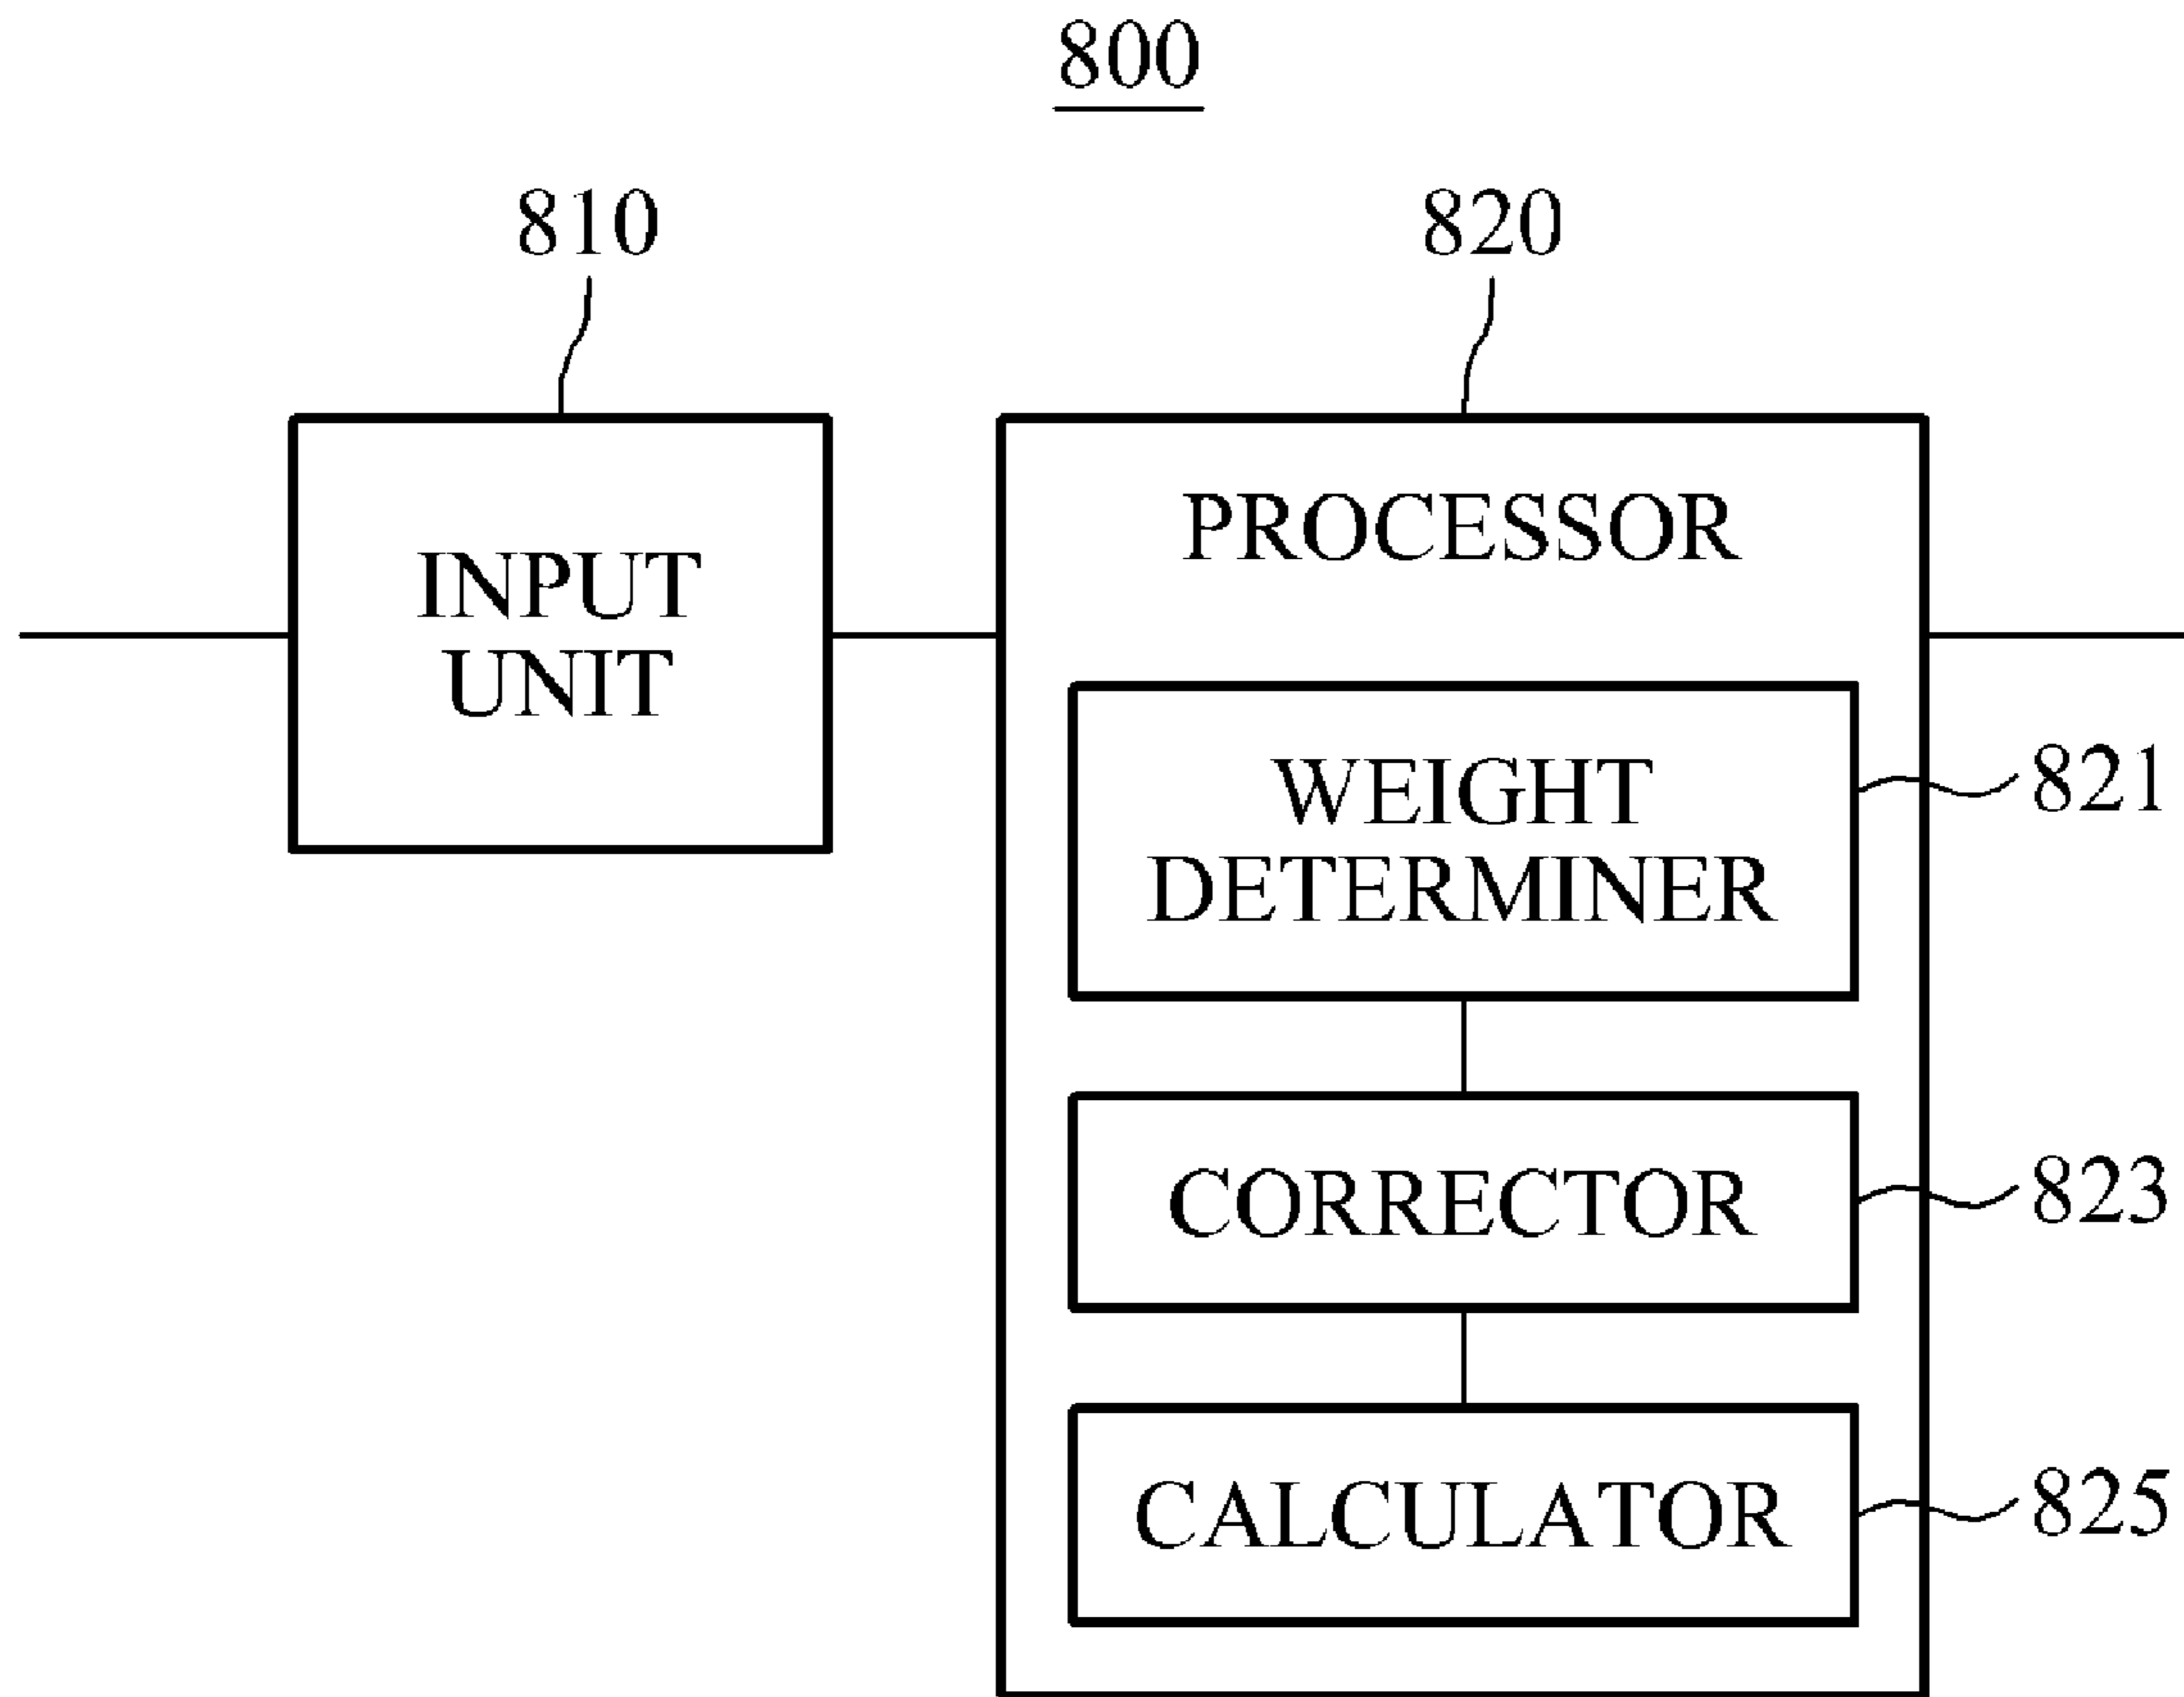 800
810
820
INPUT
UNIT
PROCESSOR
WEIGHT
DETERMINER
821
CORRECTOR
823
CALCULATOR
825